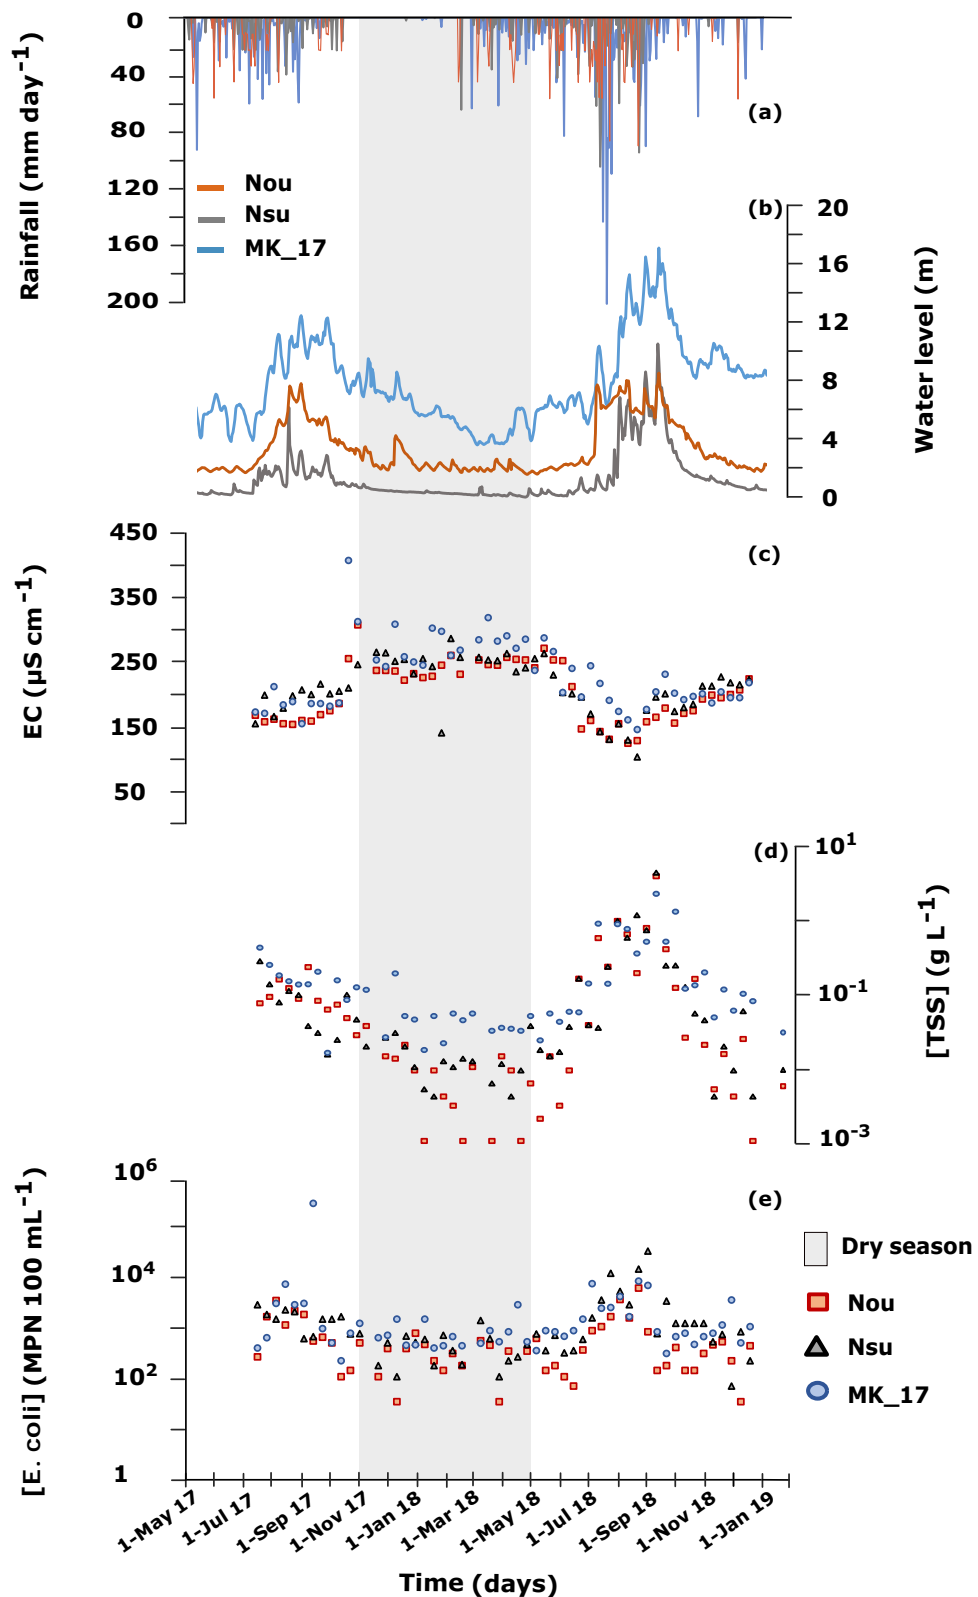 0
40
80
120
160
200
Rainfall (mm day⁻¹)
(a)
Nou
Nsu
MK_17
(b)
20
16
12
8
4
0
Water level (m)
450
350
250
150
50
EC (µS cm⁻¹)
(c)
(d)
10¹
10⁻¹
10⁻³
[TSS] (g L⁻¹)
10⁶
10⁴
10²
1
[E. coli] (MPN 100 mL⁻¹)
(e)
Dry season
Nou
Nsu
MK_17
1-May 17
1-Jul 17
1-Sep 17
1-Nov 17
1-Jan 18
1-Mar 18
1-May 18
1-Jul 18
1-Sep 18
1-Nov 18
1-Jan 19
Time (days)